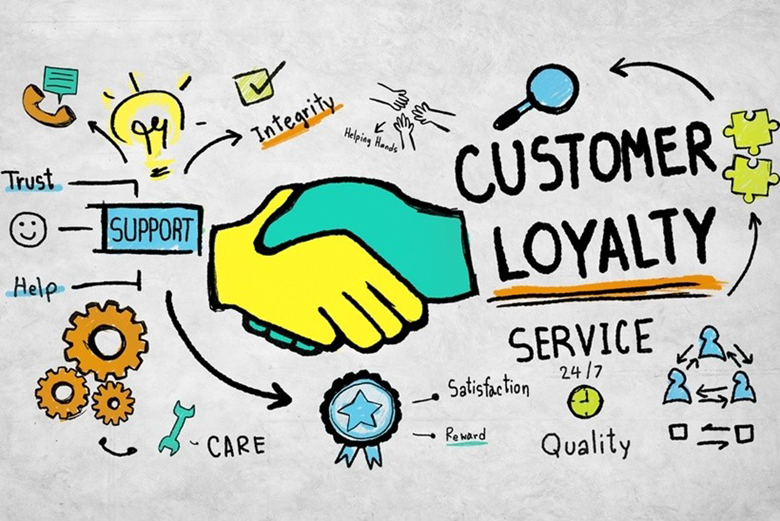 Integrity
Helping Hands
CUSTOMER
LOYALTY
Trust
SUPPORT
Help
SERVICE
24/7
Quality
Satisfaction
Reward
CARE